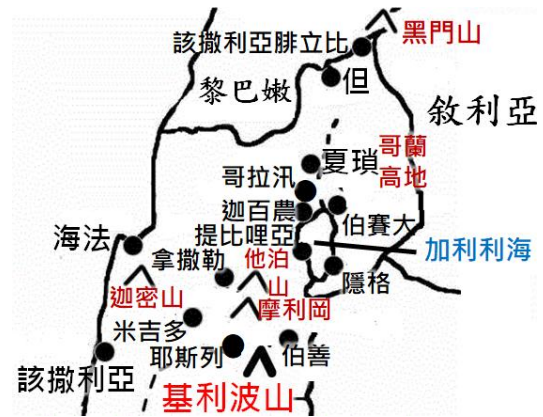 黑門山
該撒利亞腓立比
但
黎巴嫩
敘利亞
夏瑣
哥蘭
高地
哥拉汛
迦百農
伯賽大
海法
提比哩亞
加利利海
拿撒勒
他泊
山
隱格
迦密山
摩利岡
米吉多
耶斯列
伯善
該撒利亞
基利波山